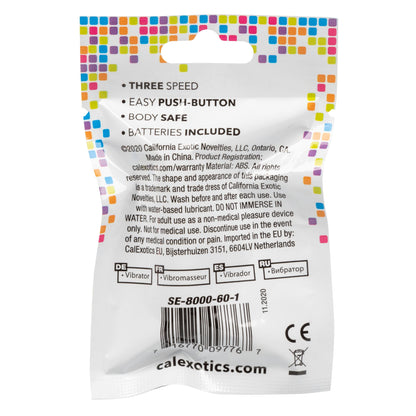 • THREE SPEED
• EASY PUSH-BUTTON
• BODY SAFE
• BATTERIES INCLUDED
©2020 California Exotic Novelties, LLC, Ontario, CA.
Made in China. Product Registration;
calexotics.com/warranty Material: ABS. All rights
reserved. The shape and appearance of this packaging
is a trademark and trade dress of California Exotic
Novelties, LLC. Wash before and after each use. Use
with water-based lubricant. DO NOT IMMERSE IN
WATER. For adult use as a non-medical pleasure device
only. Not for medical use. Discontinue use in the event
of any medical condition or pain. Imported in the EU by:
CalExotics EU, Bijsterhuizen 3151, 6604LV Netherlands
DE FR ES RU
• Vibrator • Vibromasseur • Vibrador • Вибратор
SE-8000-60-1
11.2020
7 16770 09776 7
CE
calexotics.com